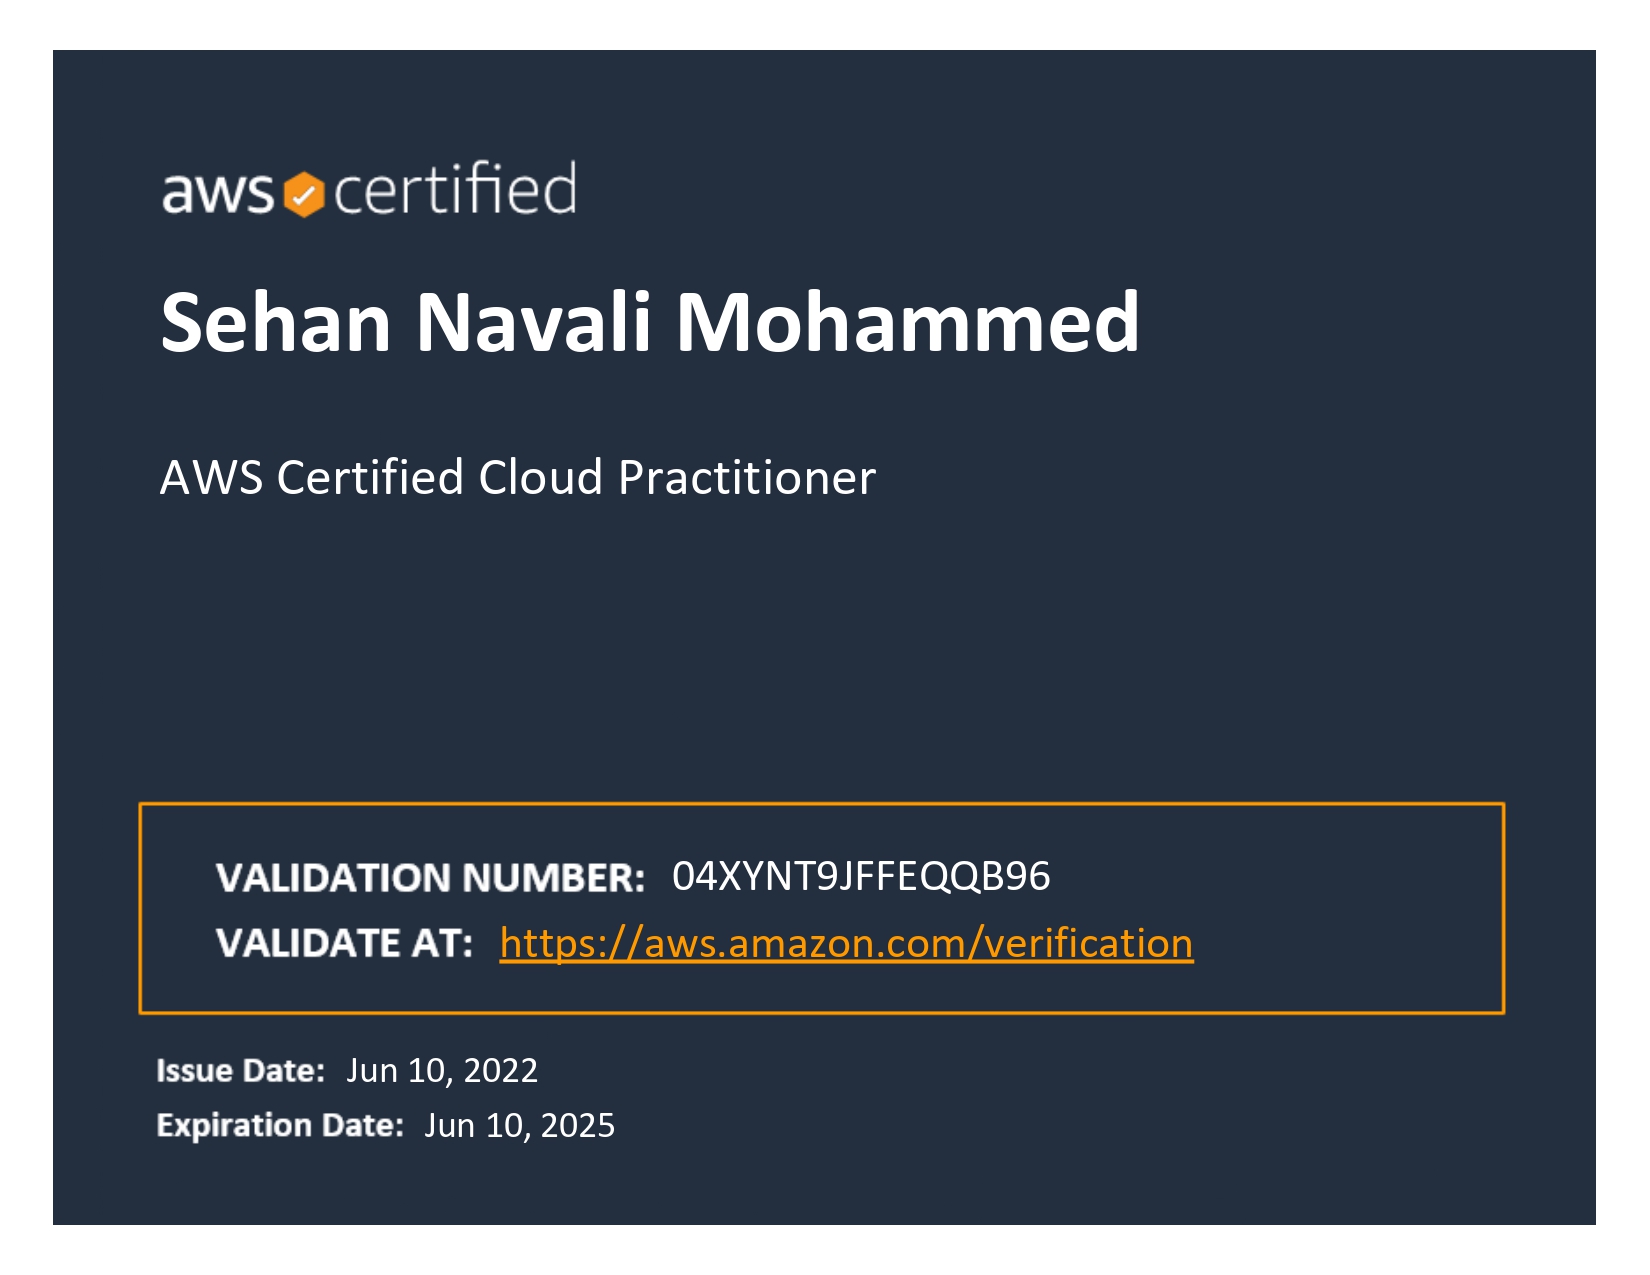 aws certified
Sehan Navali Mohammed
AWS Certified Cloud Practitioner
VALIDATION NUMBER: 04XYNT9JFFEQQB96
VALIDATE AT: https://aws.amazon.com/verification
Issue Date: Jun 10, 2022
Expiration Date: Jun 10, 2025